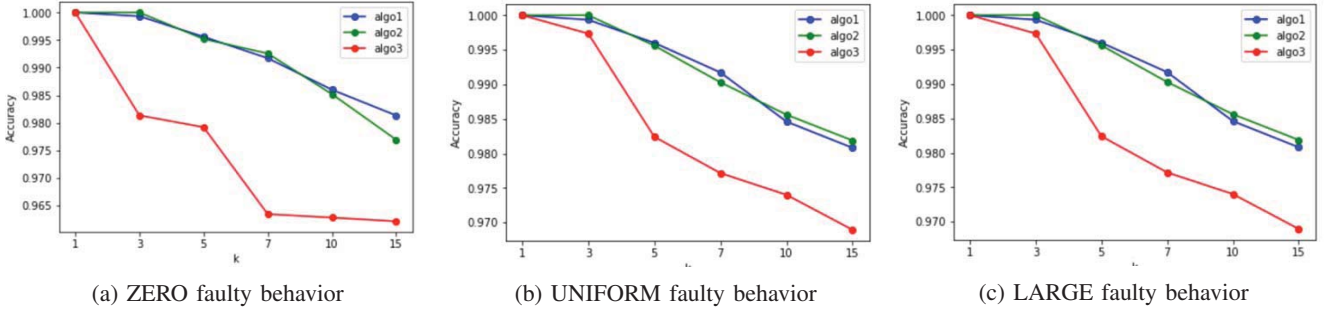 1.000
0.995
0.990
0.985
0.980
0.975
0.970
0.965
Accuracy
algo1
algo2
algo3
1 3 5 7 10 15
k
(a) ZERO faulty behavior
1.000
0.995
0.990
0.985
0.980
0.975
0.970
Accuracy
algo1
algo2
algo3
1 3 5 7 10 15
(b) UNIFORM faulty behavior
1.000
0.995
0.990
0.985
0.980
0.975
0.970
Accuracy
algo1
algo2
algo3
1 3 5 7 10 15
(c) LARGE faulty behavior